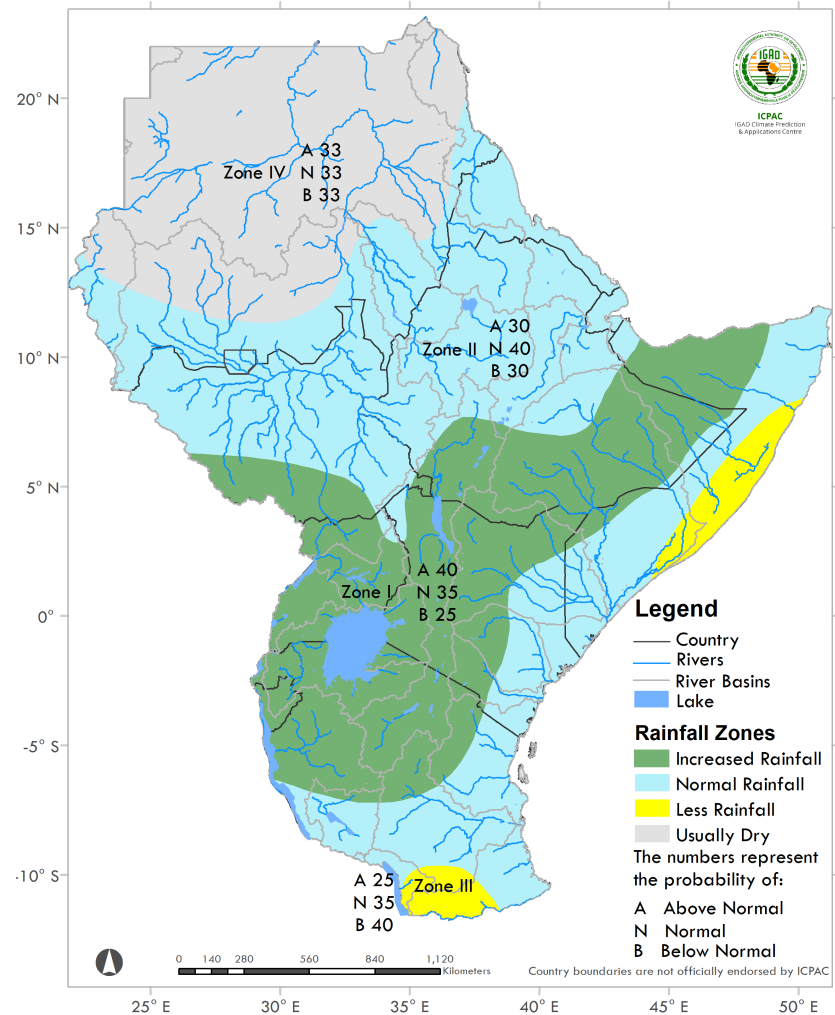 IGAD
ICPAC
IGAD Climate Prediction
& Applications Centre
20° N
15° N
10° N
5° N
0°
-5° S
-10° S
A 33
Zone IV N 33
B 33
A 30
Zone II N 40
B 30
A 40
Zone I N 35
B 25
A 25
Zone III
N 35
B 40
Legend
Country
Rivers
River Basins
Lake
Rainfall Zones
Increased Rainfall
Normal Rainfall
Less Rainfall
Usually Dry
The numbers represent
the probability of:
A Above Normal
N Normal
B Below Normal
0 140 280 560 840 1,120
Kilometers
Country boundaries are not officially endorsed by ICPAC
25° E 30° E 35° E 40° E 45° E 50° E